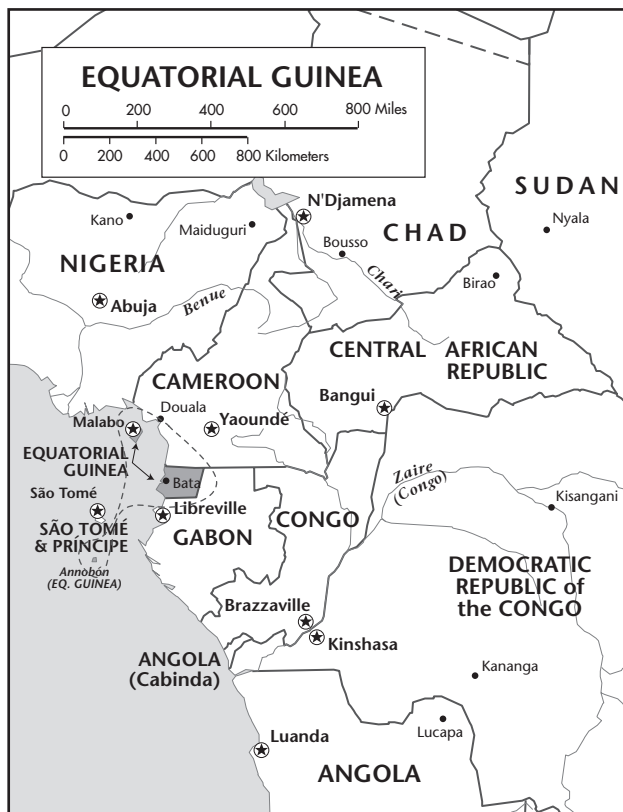 EQUATORIAL GUINEA
0 200 400 600 800 Miles
0 200 400 600 800 Kilometers
SUDAN
N'Djamena
Kano
Maiduguri
Nyala
CHAD
Bousso
NIGERIA
Chari
Birao
Abuja
Benue
CENTRAL AFRICAN
REPUBLIC
CAMEROON
Bangui
Douala
Malabo
Yaoundé
EQUATORIAL
GUINEA
Bata
Zaire
(Congo)
Kisangani
São Tomé
Libreville
CONGO
SÃO TOMÉ
& PRÍNCIPE
GABON
Annobón
(EQ. GUINEA)
DEMOCRATIC
REPUBLIC of
the CONGO
Brazzaville
Kinshasa
ANGOLA
(Cabinda)
Kananga
Lucapa
Luanda
ANGOLA